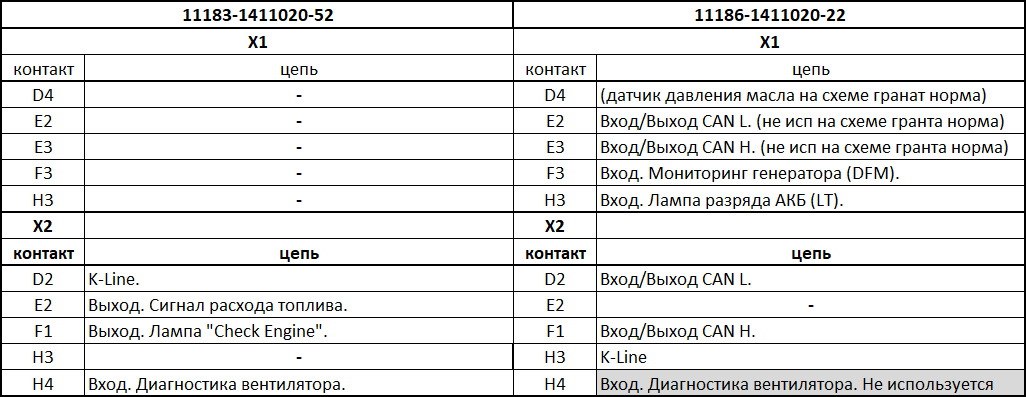 11183-1411020-52 11186-1411020-22
X1 X1
контакт цепь контакт цепь
D4 - D4 (датчик давления масла на схеме гранат норма)
E2 - E2 Вход/Выход CAN L. (не исп на схеме гранта норма)
E3 - E3 Вход/Выход CAN H. (не исп на схеме гранта норма)
F3 - F3 Вход. Мониторинг генератора (DFM).
H3 - H3 Вход. Лампа разряда АКБ (LT).
X2 X2
контакт цепь контакт цепь
D2 K-Line. D2 Вход/Выход CAN L.
E2 Выход. Сигнал расхода топлива. E2 -
F1 Выход. Лампа "Check Engine". F1 Вход/Выход CAN H.
H3 - H3 K-Line
H4 Вход. Диагностика вентилятора. H4 Вход. Диагностика вентилятора. Не используется